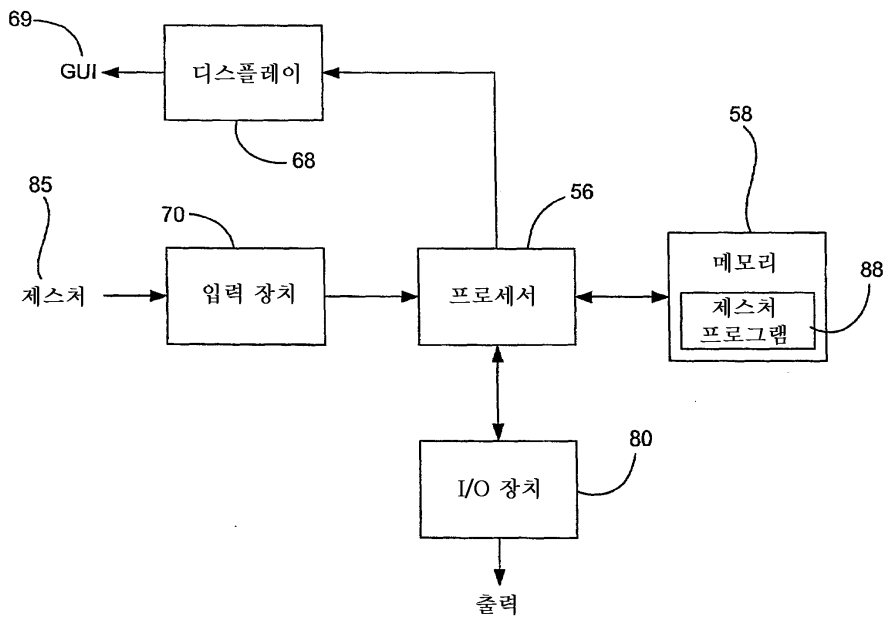 69
GUI
디스플레이
68
58
85
70
56
제스처
입력 장치
프로세서
메모리
88
제스처
프로그램
80
I/O 장치
출력